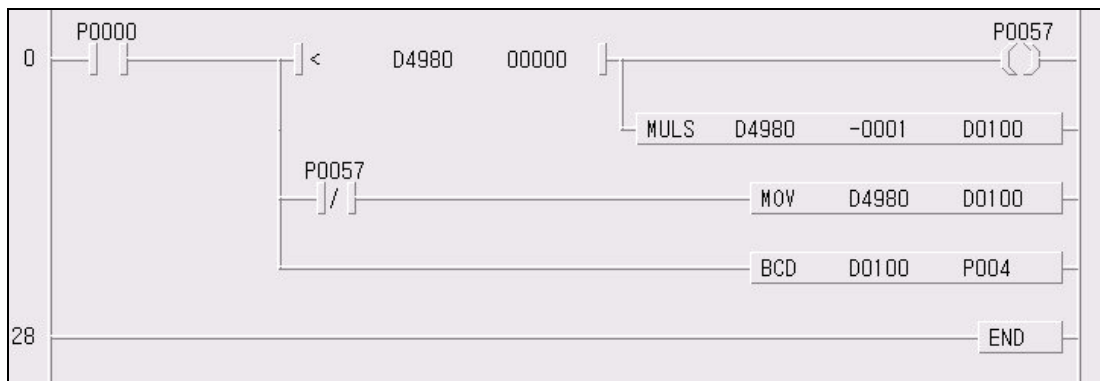 P0000 P0057
0 < D4980 00000 ( )
MULS D4980 -0001 D0100
P0057
/ MOV D4980 D0100
BCD D0100 P004
28 END